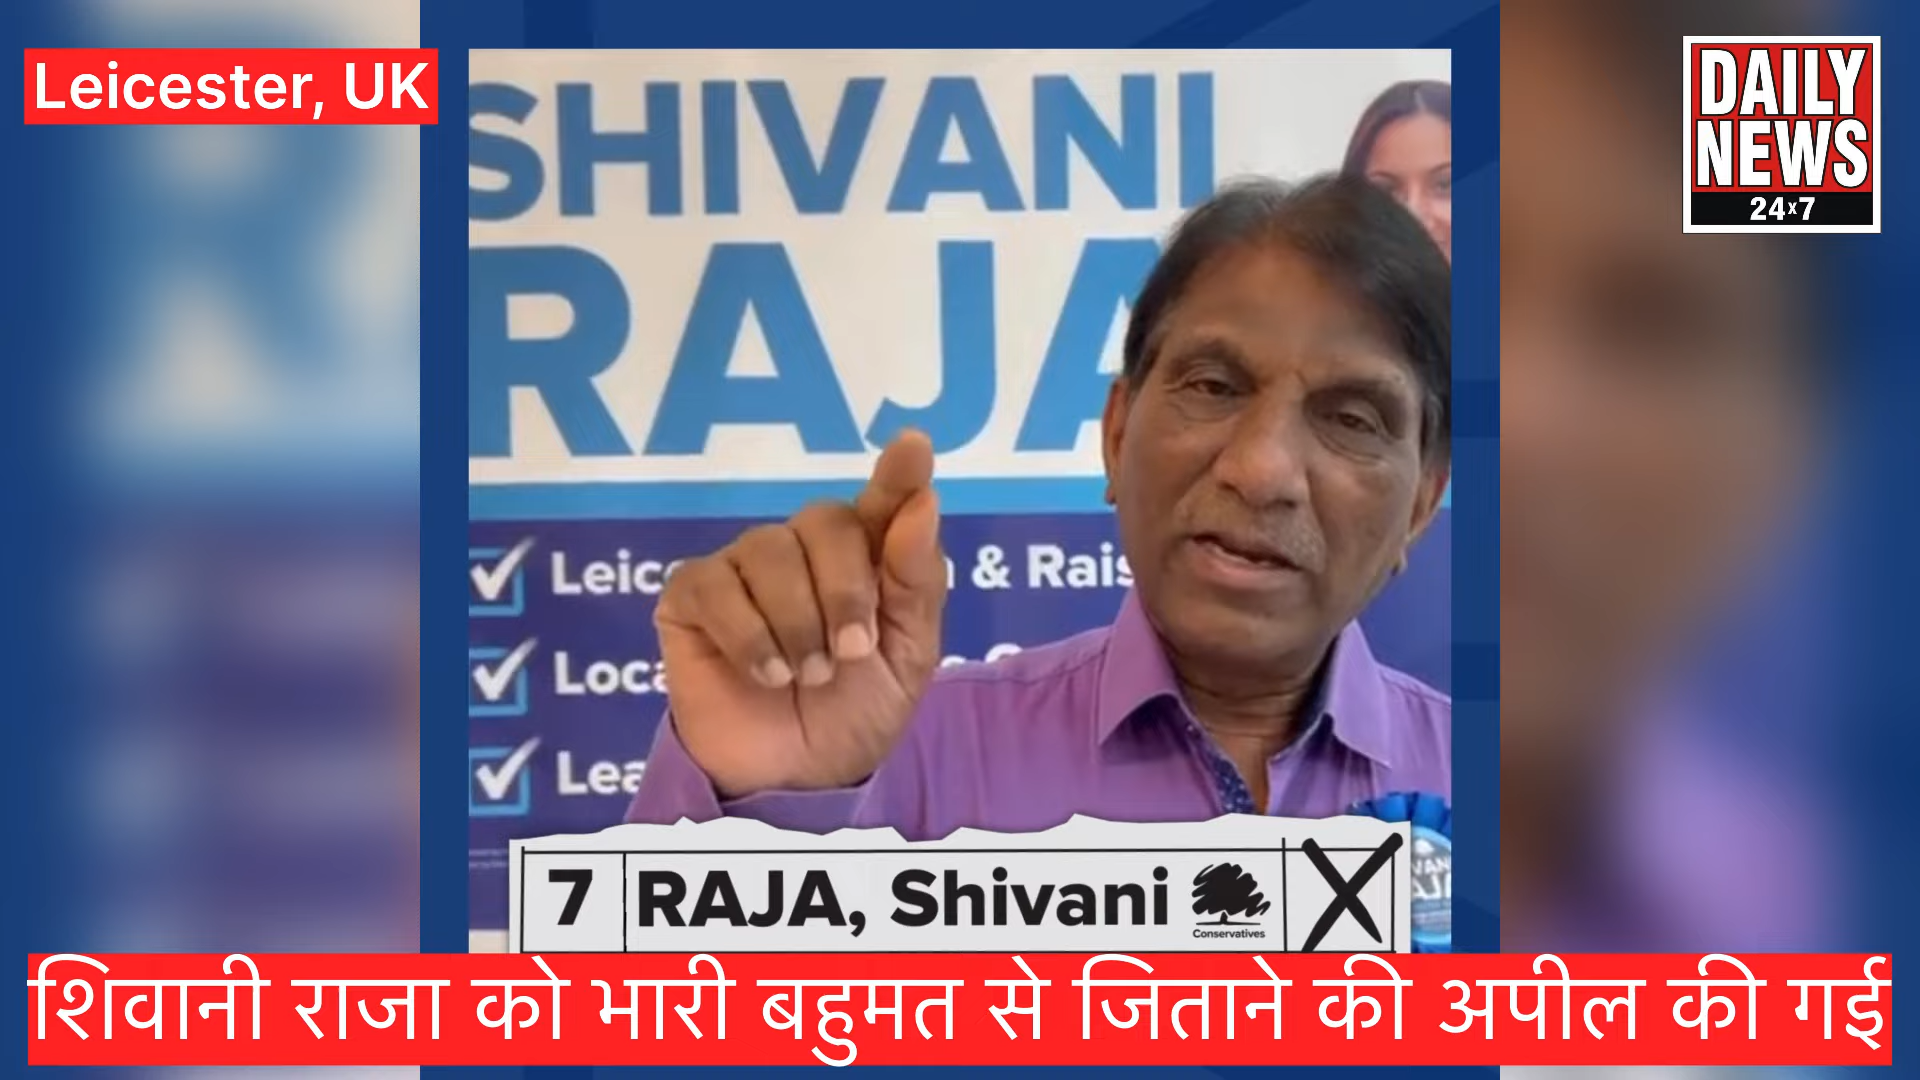 Leicester, UK
DAILY
NEWS
24x7
SHIVANI
RAJA
& Rais
7 RAJA, Shivani
Conservatives
शिवानी राजा को भारी बहुमत से जिताने की अपील की गई